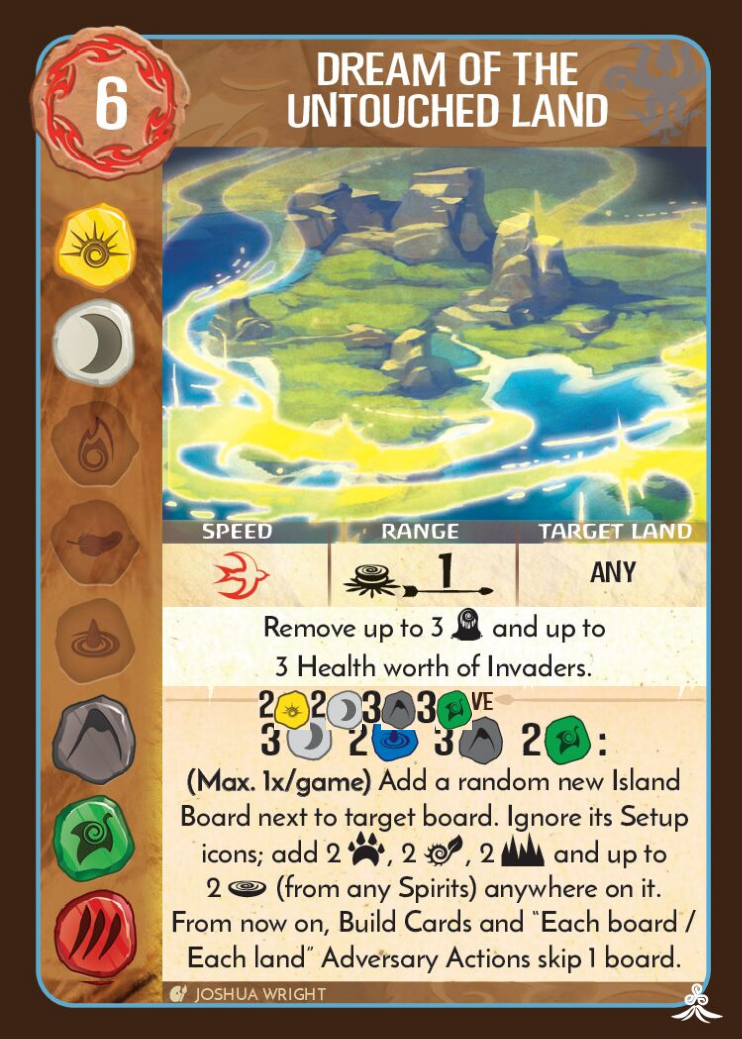 6
DREAM OF THE
UNTOUCHED LAND
SPEED RANGE TARGET LAND
1 ANY
Remove up to 3 and up to
3 Health worth of Invaders.
2 2 3 3 VE
3 2 3 2 :
(Max. 1x/game) Add a random new Island
Board next to target board. Ignore its Setup
icons; add 2 , 2 , 2 and up to
2 (from any Spirits) anywhere on it.
From now on, Build Cards and "Each board /
Each land" Adversary Actions skip 1 board.
JOSHUA WRIGHT